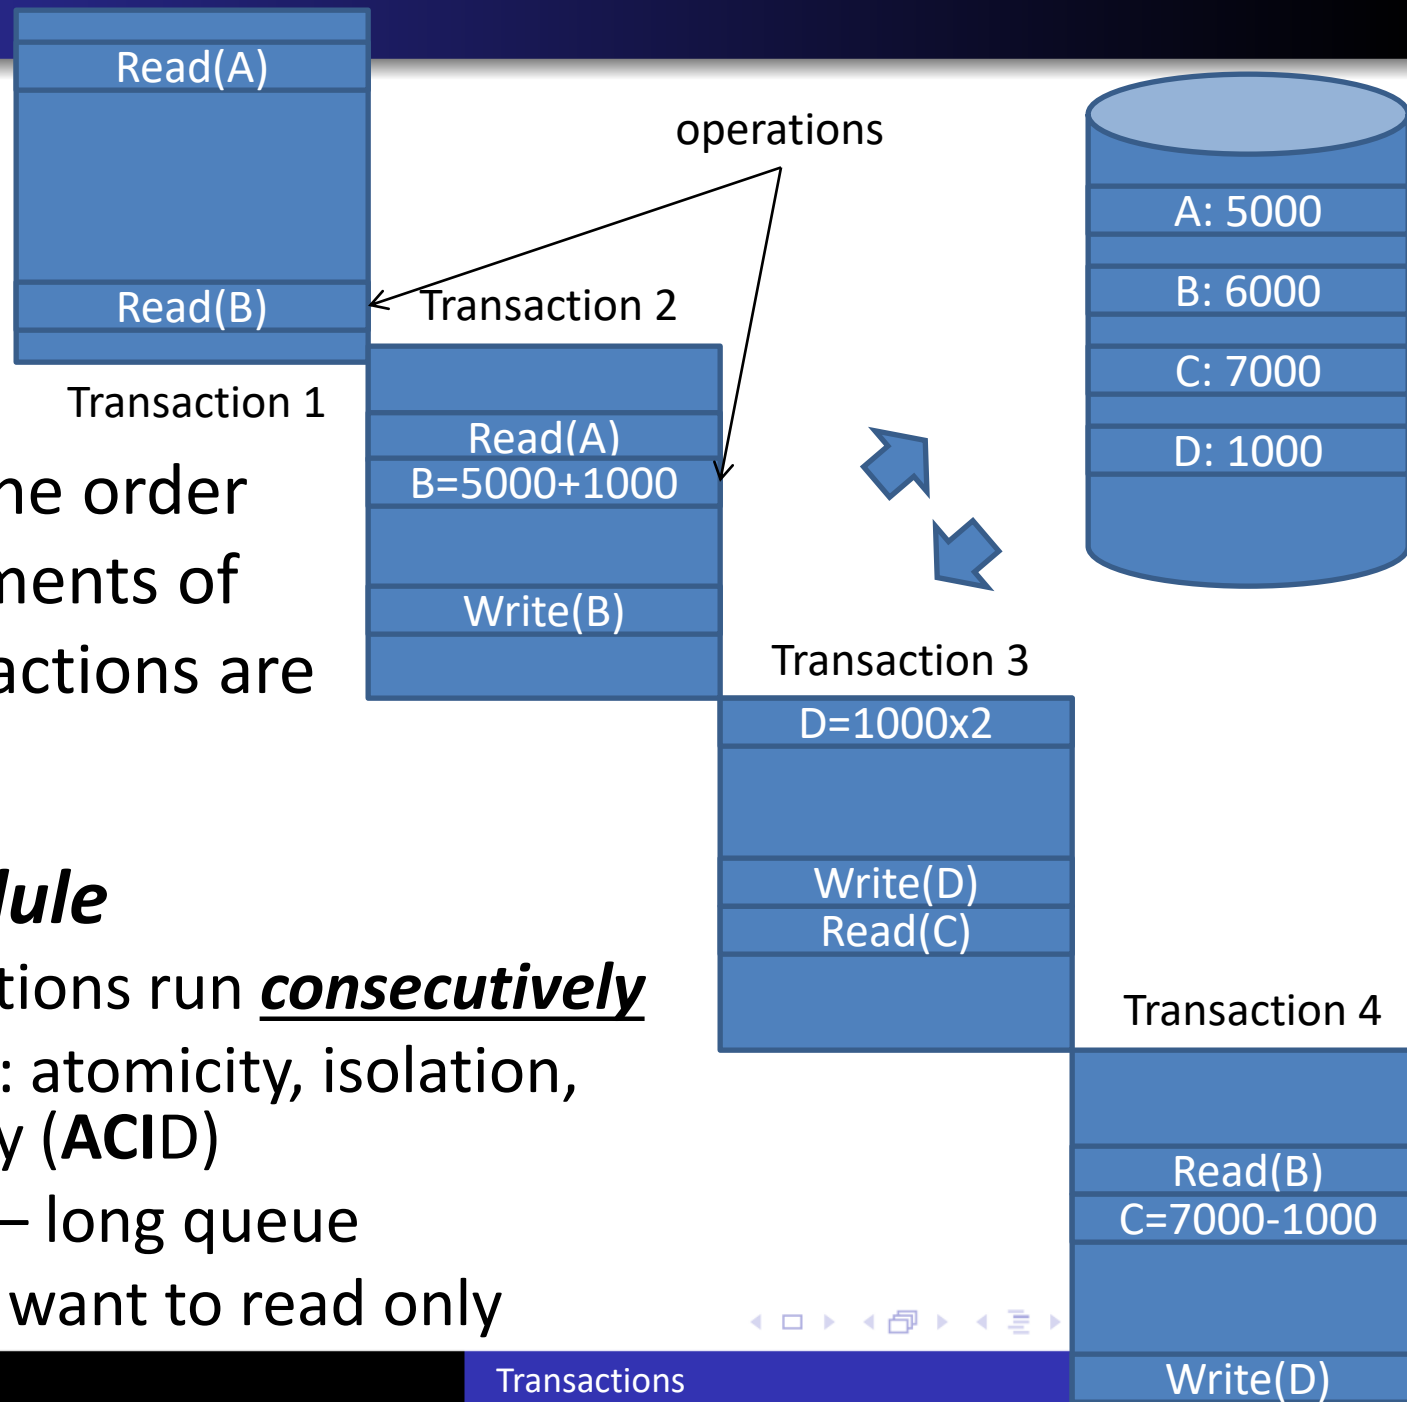 Read(A)
operations
A: 5000
B: 6000
C: 7000
D: 1000
Read(B)
Transaction 2
Transaction 1
Read(A)
B=5000+1000
Write(B)
ne order
ments of
actions are
Transaction 3
D=1000x2
Write(D)
Read(C)
dule
tions run consecutively
: atomicity, isolation,
y (ACID)
– long queue
want to read only
Transaction 4
Read(B)
C=7000-1000
Write(D)
Transactions